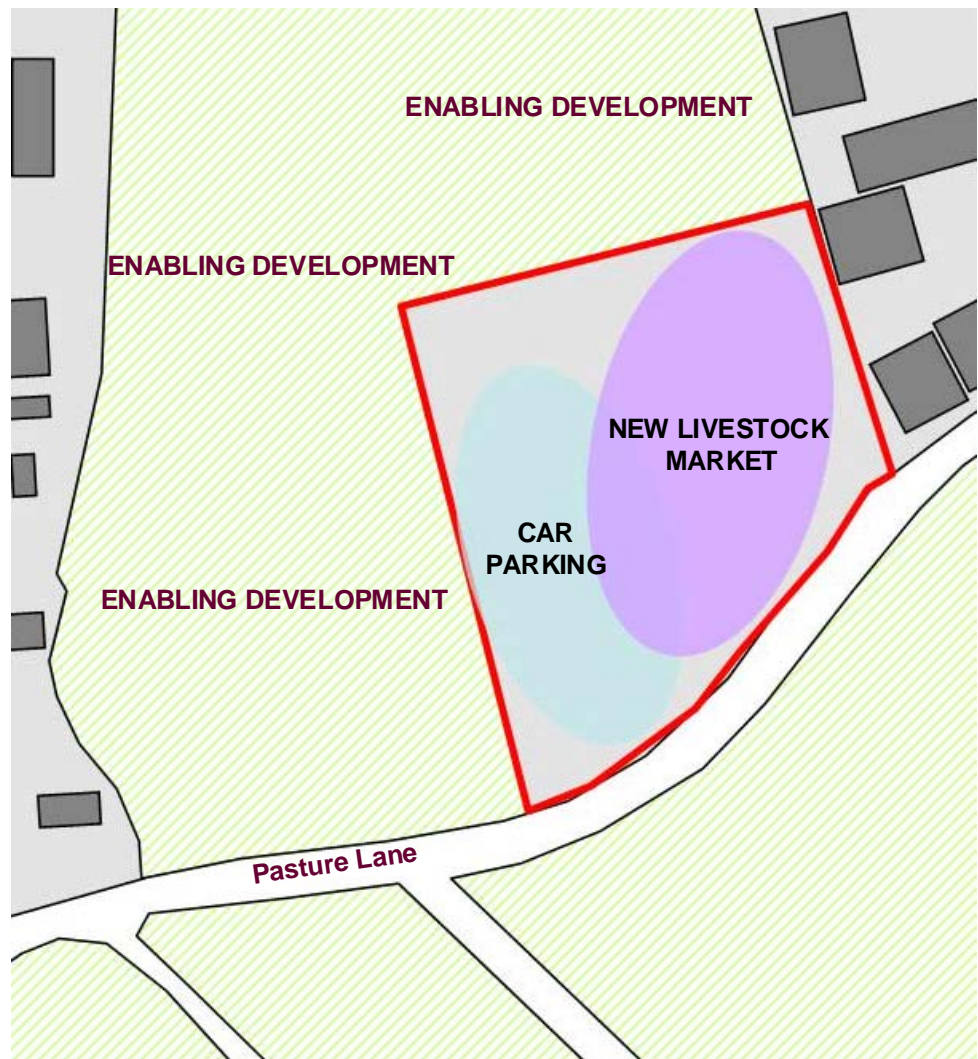 ENABLING DEVELOPMENT
ENABLING DEVELOPMENT
NEW LIVESTOCK
MARKET
CAR
PARKING
ENABLING DEVELOPMENT
Pasture Lane